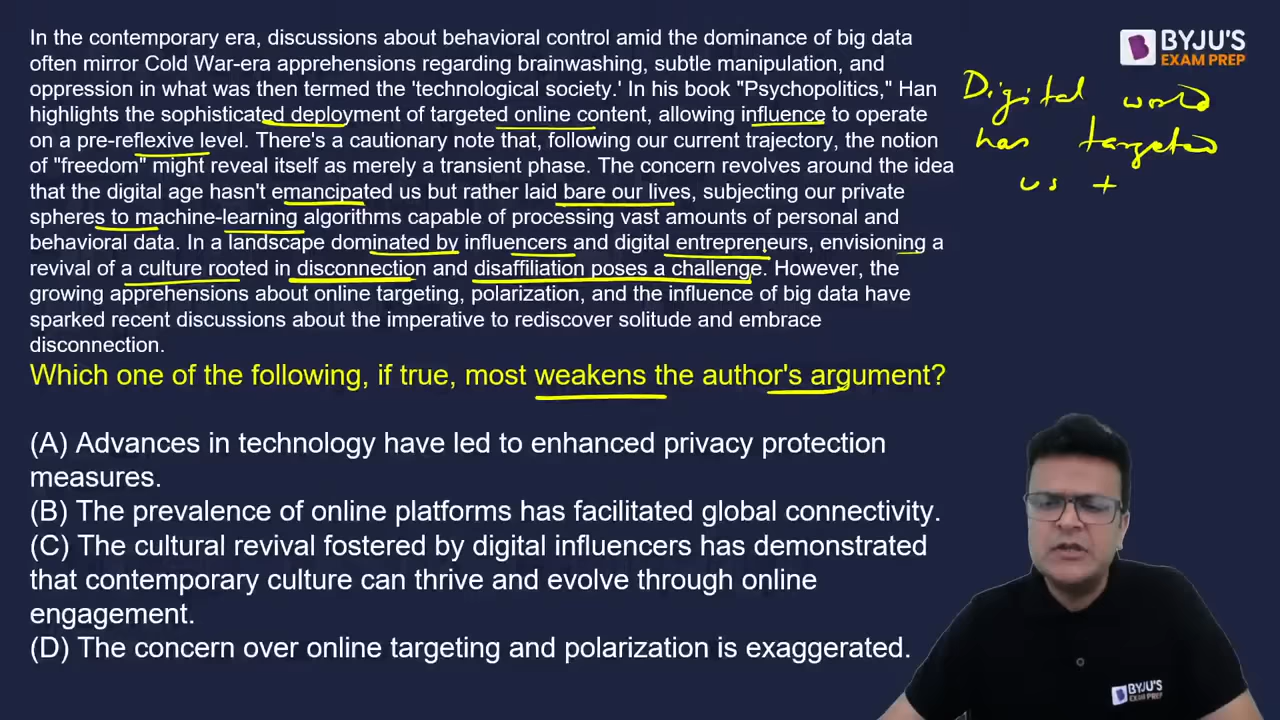 In the contemporary era, discussions about behavioral control amid the dominance of big data
often mirror Cold War-era apprehensions regarding brainwashing, subtle manipulation, and
oppression in what was then termed the 'technological society.' In his book "Psychopolitics," Han
highlights the sophisticated deployment of targeted online content, allowing influence to operate
on a pre-reflexive level. There's a cautionary note that, following our current trajectory, the notion
of "freedom" might reveal itself as merely a transient phase. The concern revolves around the idea
that the digital age hasn't emancipated us but rather laid bare our lives, subjecting our private
spheres to machine-learning algorithms capable of processing vast amounts of personal and
behavioral data. In a landscape dominated by influencers and digital entrepreneurs, envisioning a
revival of a culture rooted in disconnection and disaffiliation poses a challenge. However, the
growing apprehensions about online targeting, polarization, and the influence of big data have
sparked recent discussions about the imperative to rediscover solitude and embrace
disconnection.
Which one of the following, if true, most weakens the author's argument?
(A) Advances in technology have led to enhanced privacy protection
measures.
(B) The prevalence of online platforms has facilitated global connectivity.
(C) The cultural revival fostered by digital influencers has demonstrated
that contemporary culture can thrive and evolve through online
engagement.
(D) The concern over online targeting and polarization is exaggerated.
BYJU'S
EXAM PREP
Digital world
has targeted
us +
BYJU'S
EXAM PREP